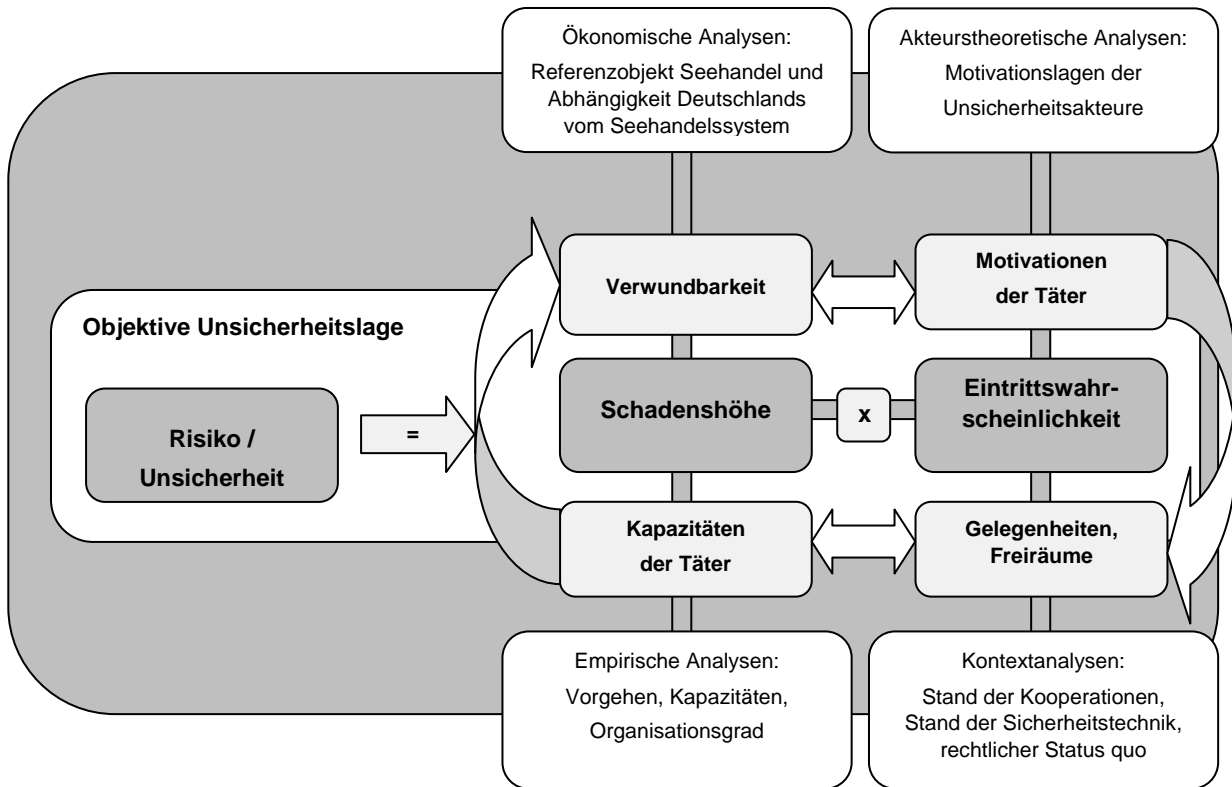 Ökonomische Analysen:
Referenzobjekt Seehandel und
Abhängigkeit Deutschlands
vom Seehandelssystem
Akteurstheoretische Analysen:
Motivationslagen der
Unsicherheitsakteure
Verwundbarkeit
Motivationen
der Täter
Objektive Unsicherheitslage
Risiko /
Unsicherheit
=
Schadenshöhe
x
Eintrittswahr-
scheinlichkeit
Kapazitäten
der Täter
Gelegenheiten,
Freiräume
Empirische Analysen:
Vorgehen, Kapazitäten,
Organisationsgrad
Kontextanalysen:
Stand der Kooperationen,
Stand der Sicherheitstechnik,
rechtlicher Status quo